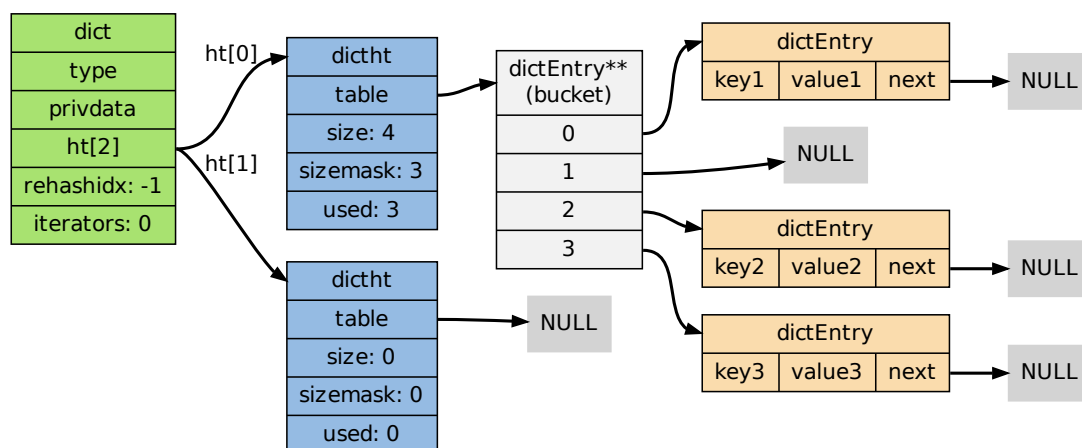 dict
type
privdata
ht[2]
rehashidx: -1
iterators: 0
ht[0]
ht[1]
dictht
table
size: 4
sizemask: 3
used: 3
dictht
table
size: 0
sizemask: 0
used: 0
NULL
dictEntry**
(bucket)
0
1
2
3
dictEntry
key1 value1 next
NULL
NULL
dictEntry
key2 value2 next
NULL
dictEntry
key3 value3 next
NULL